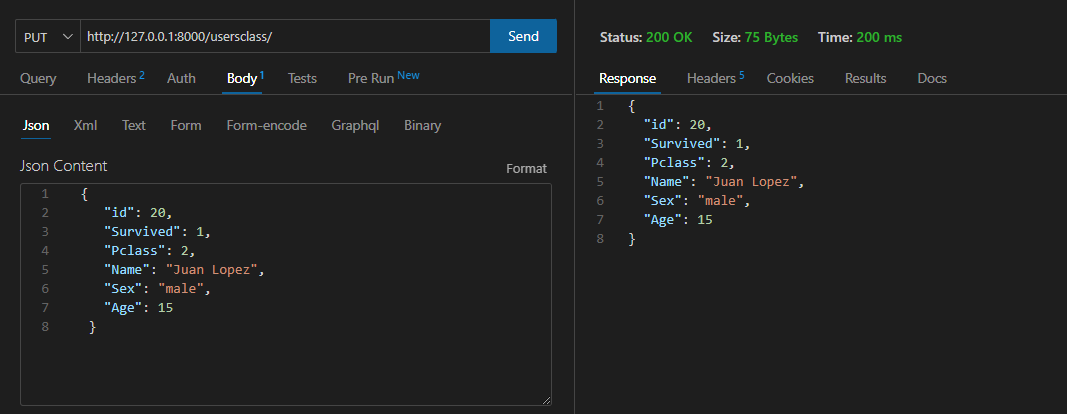 PUT http://127.0.0.1:8000/usersclass/ Send
Query Headers 2 Auth Body 1 Tests Pre Run New
Json Xml Text Form Form-encode Graphql Binary
Json Content Format
1 {
2 "id": 20,
3 "Survived": 1,
4 "Pclass": 2,
5 "Name": "Juan Lopez",
6 "Sex": "male",
7 "Age": 15
8 }
Status: 200 OK Size: 75 Bytes Time: 200 ms
Response Headers 5 Cookies Results Docs
1 {
2 "id": 20,
3 "Survived": 1,
4 "Pclass": 2,
5 "Name": "Juan Lopez",
6 "Sex": "male",
7 "Age": 15
8 }